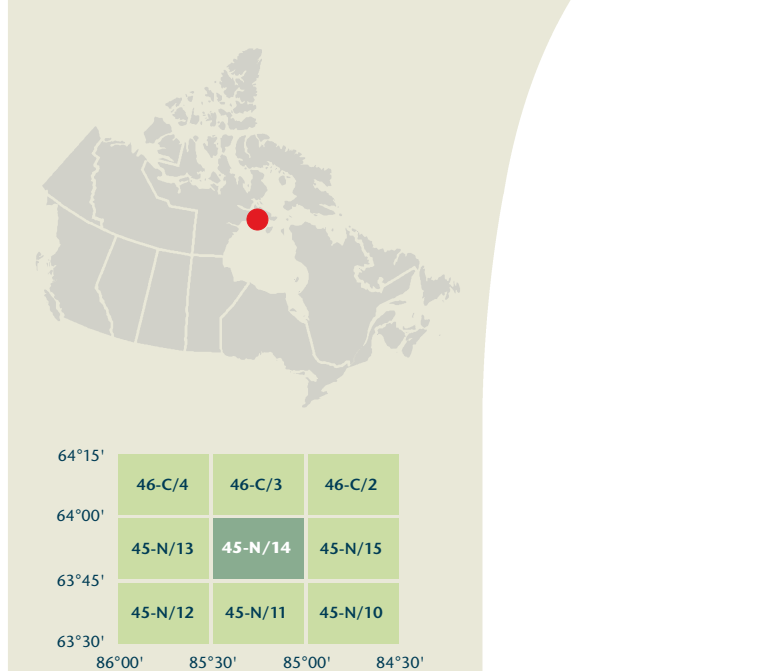 64°15'
46-C/4 46-C/3 46-C/2
64°00'
45-N/13 45-N/14 45-N/15
63°45'
45-N/12 45-N/11 45-N/10
63°30'
86°00' 85°30' 85°00' 84°30'